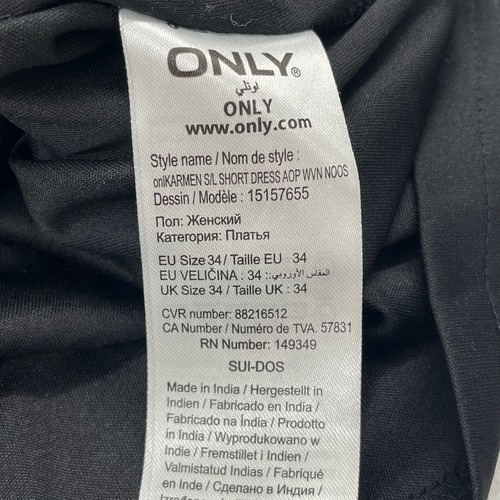 ONLY®
اونلي
ONLY
www.only.com
Style name / Nom de style :
onlKARMEN S/L SHORT DRESS AOP WVN NOOS
Dessin / Modèle : 15157655
Пол: Женский
Категория: Платья
EU Size 34 / Taille EU : 34
EU VELIČINA : 34 :: المقاس الأوروبي
UK Size : 34 / Taille UK : 34
CVR number: 88216512
CA Number / Numéro de TVA. 57831
RN Number: 149349
SUI-DOS
Made in India / Hergestellt in
Indien / Fabricado en India /
Fabricado na Índia / Prodotto
in India / Wyprodukowano w
Indie / Fremstillet i Indien /
Valmistatud Indias / Fabriqué
en Inde / Сделано в Индия /